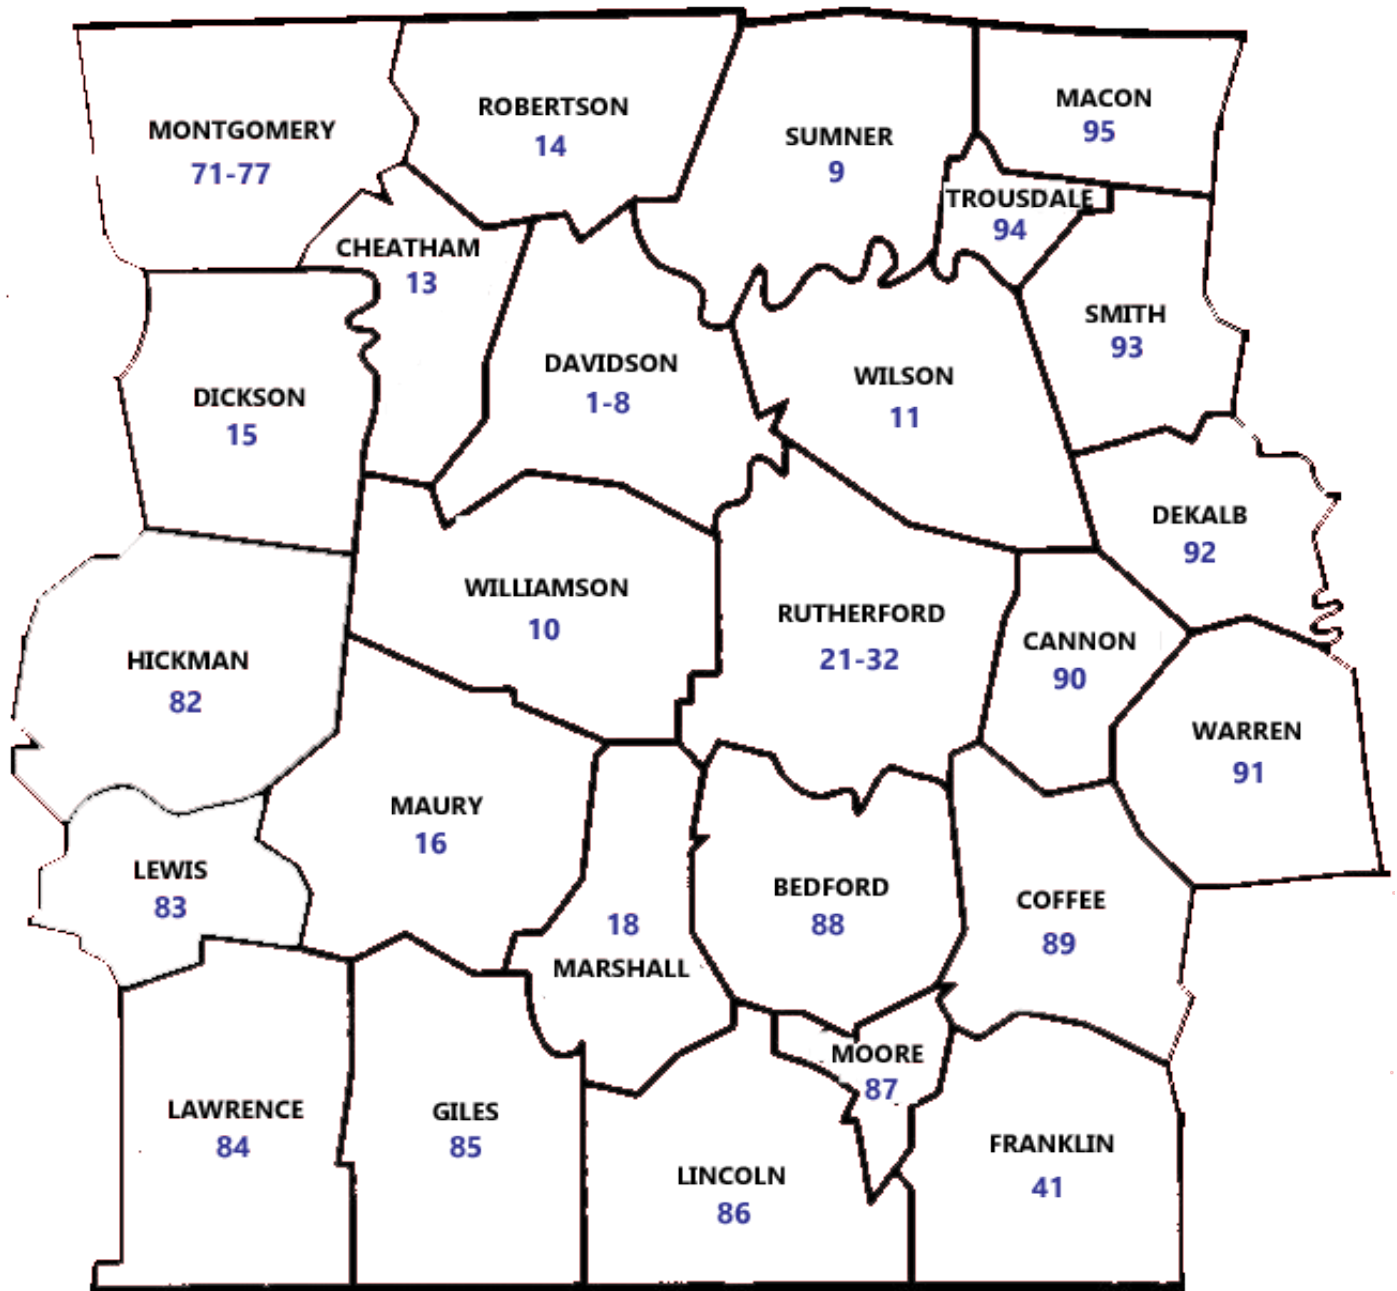 MONTGOMERY
71-77
ROBERTSON
14
SUMNER
9
MACON
95
TROUSDALE
94
CHEATHAM
13
SMITH
93
DICKSON
15
DAVIDSON
1-8
WILSON
11
DEKALB
92
WILLIAMSON
10
RUTHERFORD
21-32
CANNON
90
HICKMAN
82
WARREN
91
MAURY
16
LEWIS
83
18
MARSHALL
BEDFORD
88
COFFEE
89
MOORE
87
LAWRENCE
84
GILES
85
LINCOLN
86
FRANKLIN
41